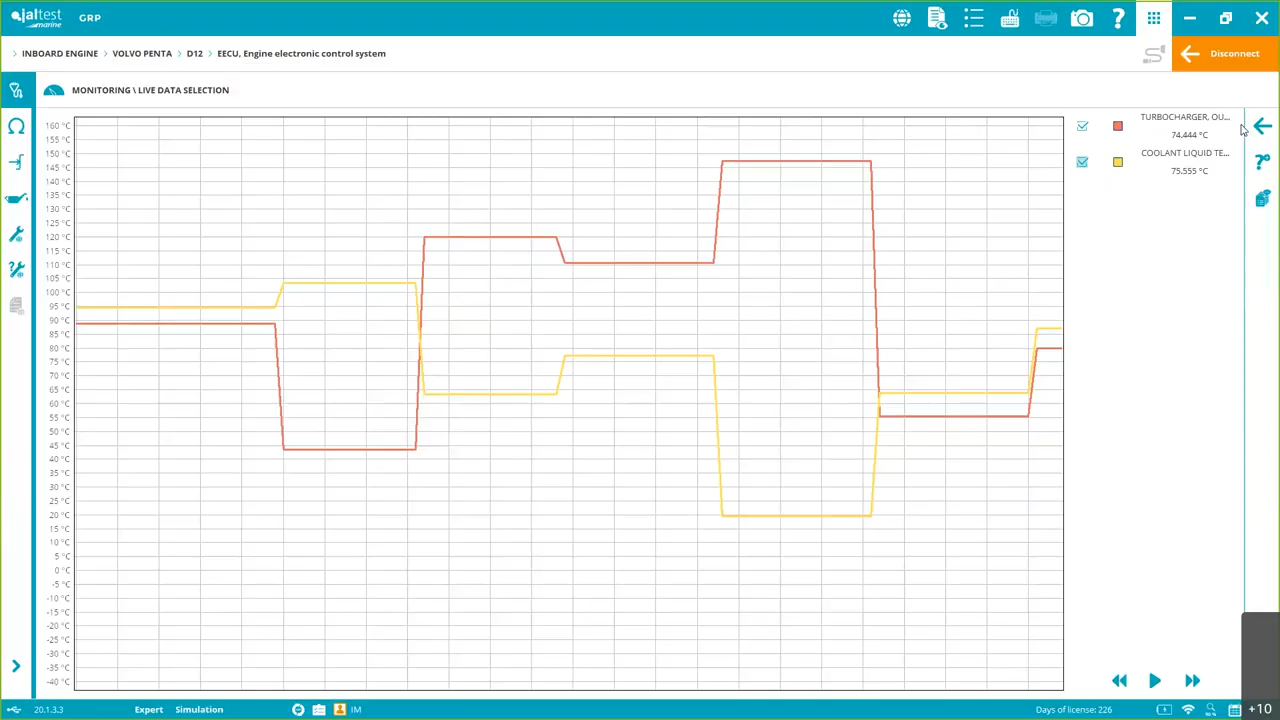 jaltest
marine
GRP
INBOARD ENGINE > VOLVO PENTA > D12 > EECU, Engine electronic control system
Disconnect
MONITORING \ LIVE DATA SELECTION
160 °C
155 °C
150 °C
145 °C
140 °C
135 °C
130 °C
125 °C
120 °C
115 °C
110 °C
105 °C
100 °C
95 °C
90 °C
85 °C
80 °C
75 °C
70 °C
65 °C
60 °C
55 °C
50 °C
45 °C
40 °C
35 °C
30 °C
25 °C
20 °C
15 °C
10 °C
5 °C
0 °C
-5 °C
-10 °C
-15 °C
-20 °C
-25 °C
-30 °C
-35 °C
-40 °C
TURBOCHARGER, OU...
74.444 °C
COOLANT LIQUID TE...
75.555 °C
20.1.3.3
Expert
Simulation
IM
Days of license: 226
+10